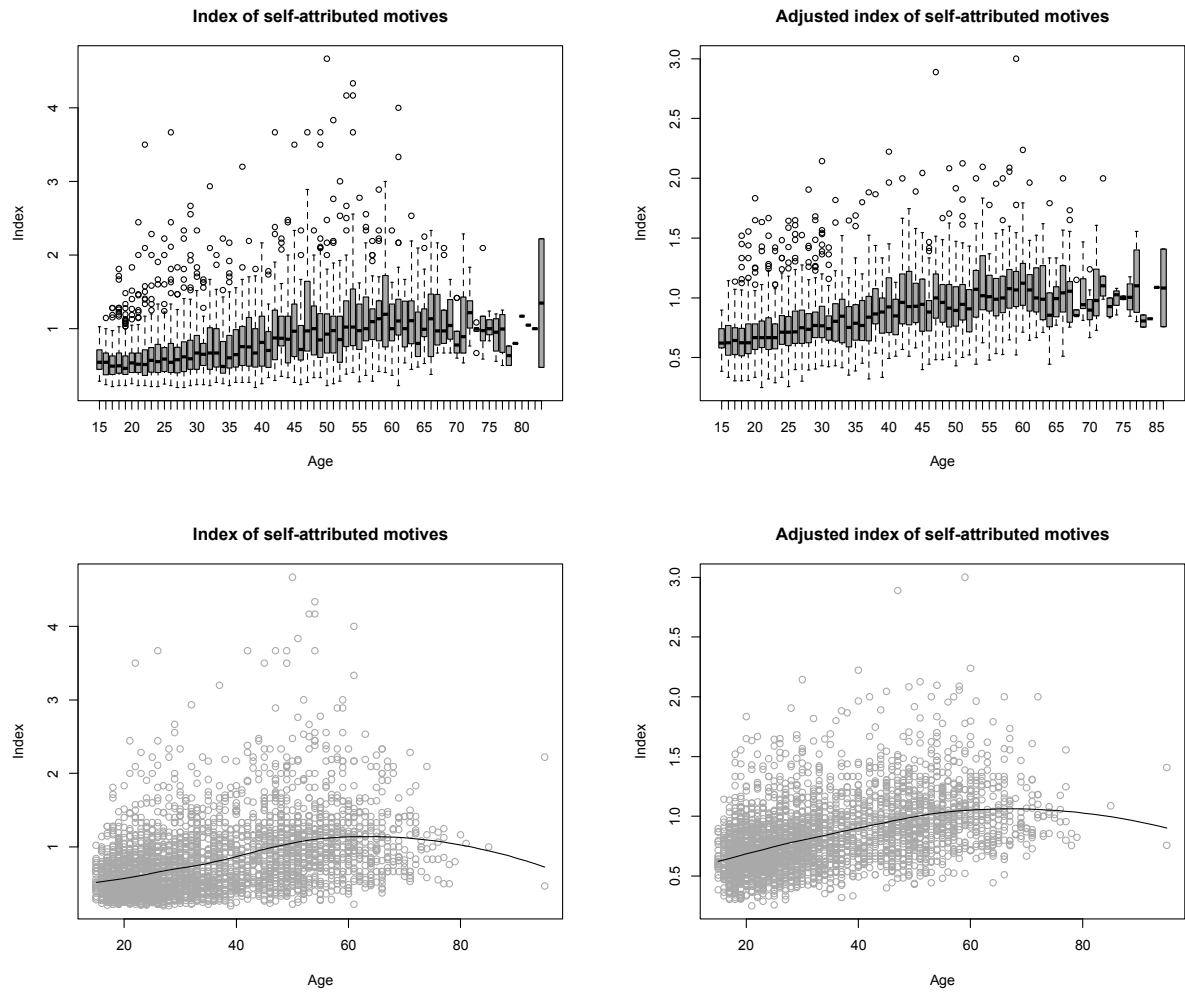 Index of self-attributed motives
Index
4
3
2
1
15 20 25 30 35 40 45 50 55 60 65 70 75 80
Age
Adjusted index of self-attributed motives
Index
3.0
2.5
2.0
1.5
1.0
0.5
15 20 25 30 35 40 45 50 55 60 65 70 75 85
Age
Index of self-attributed motives
Index
4
3
2
1
20 40 60 80
Age
Adjusted index of self-attributed motives
Index
3.0
2.5
2.0
1.5
1.0
0.5
20 40 60 80
Age